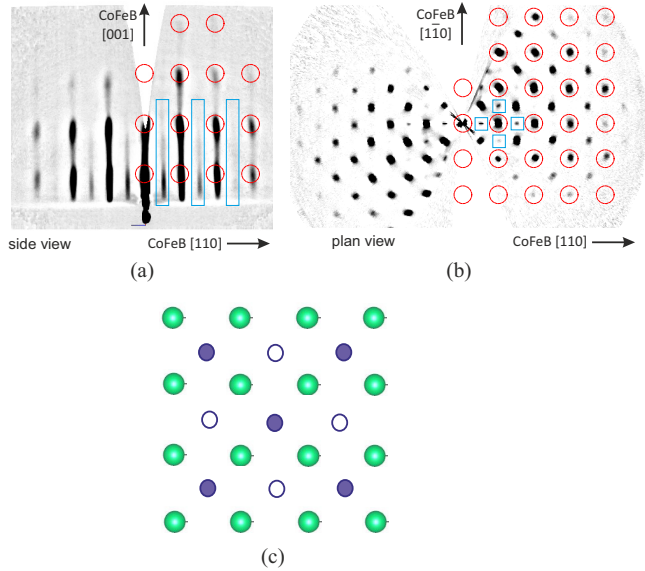 CoFeB
[001]
side view
CoFeB [110]
(a)
CoFeB
[1̅10]
plan view
CoFeB [110]
(b)
(c)